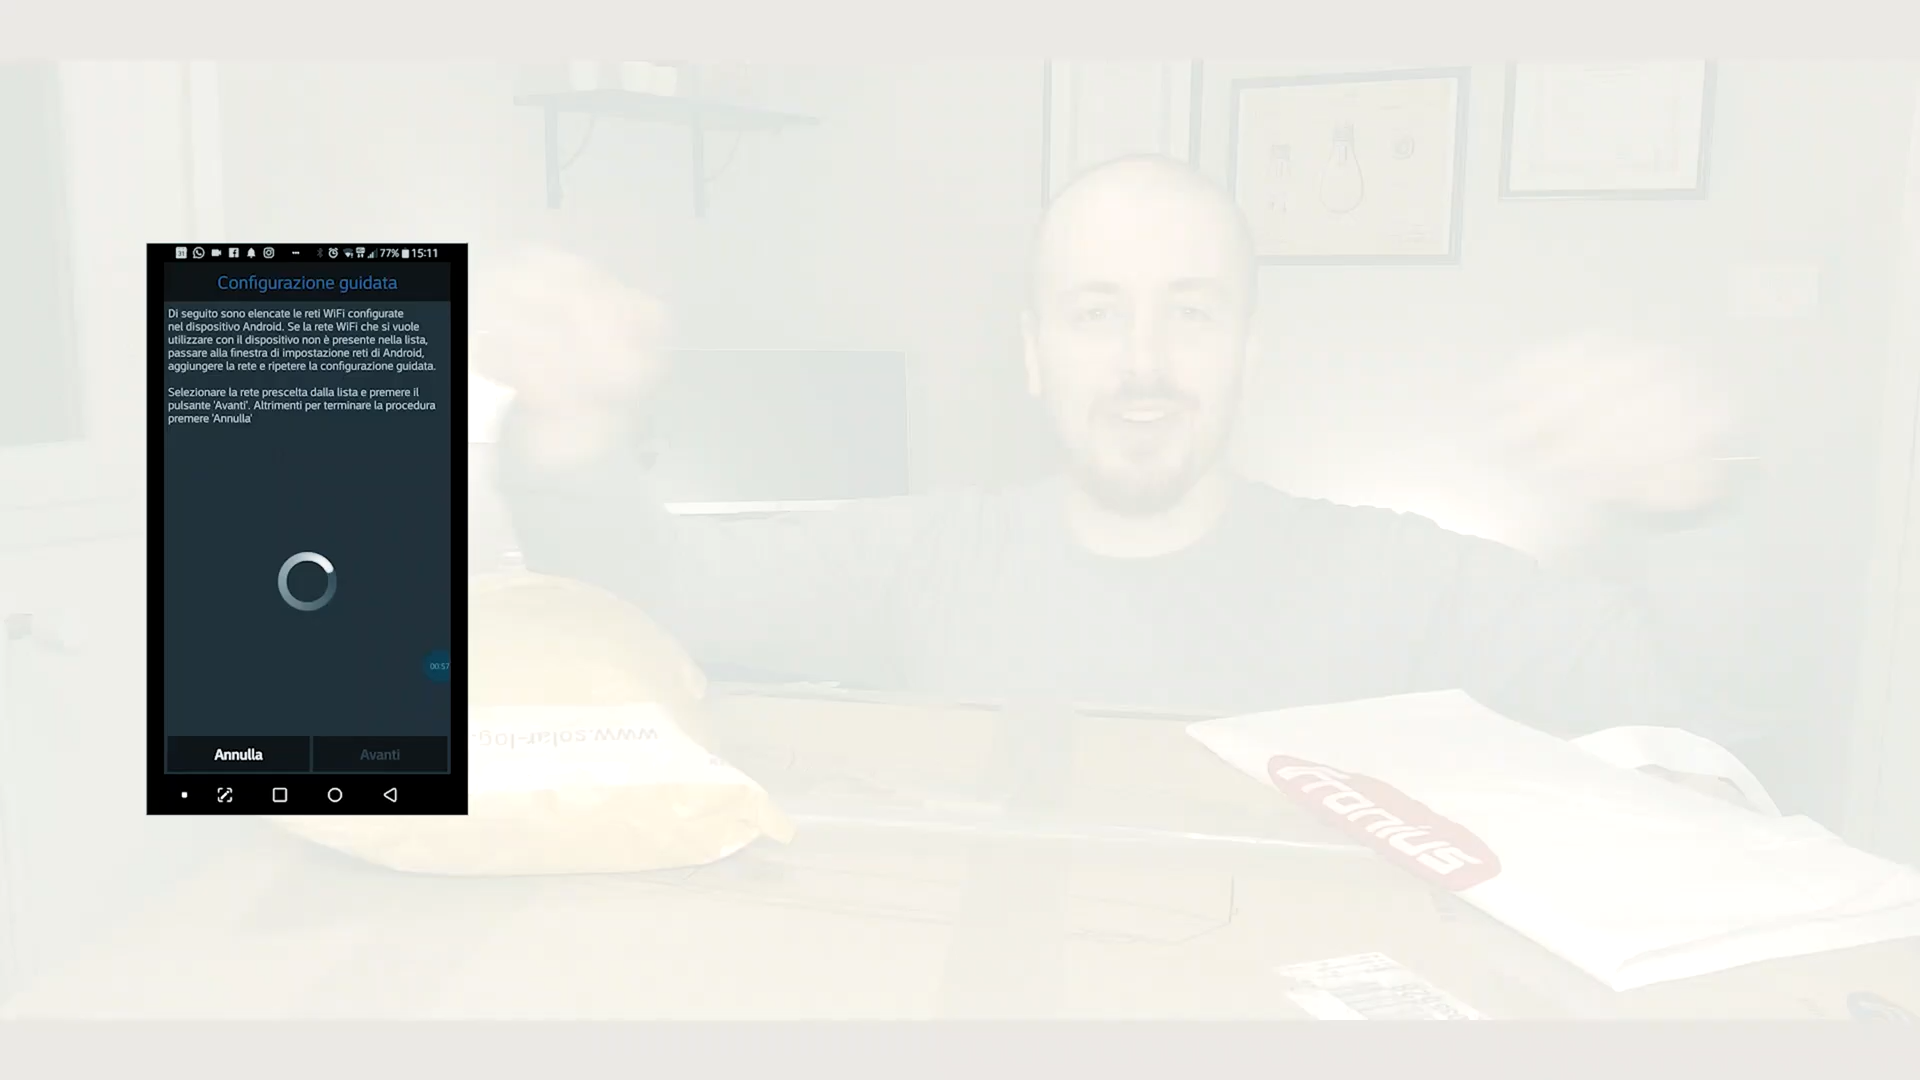 77% 15:11
Configurazione guidata
Di seguito sono elencate le reti WiFi configurate
nel dispositivo Android. Se la rete WiFi che si vuole
utilizzare con il dispositivo non è presente nella lista,
passare alla finestra di impostazione reti di Android,
aggiungere la rete e ripetere la configurazione guidata.
Selezionare la rete prescelta dalla lista e premere il
pulsante 'Avanti'. Altrimenti per terminare la procedura
premere 'Annulla'
00:57
Annulla Avanti
www.solar-log.
Fronius